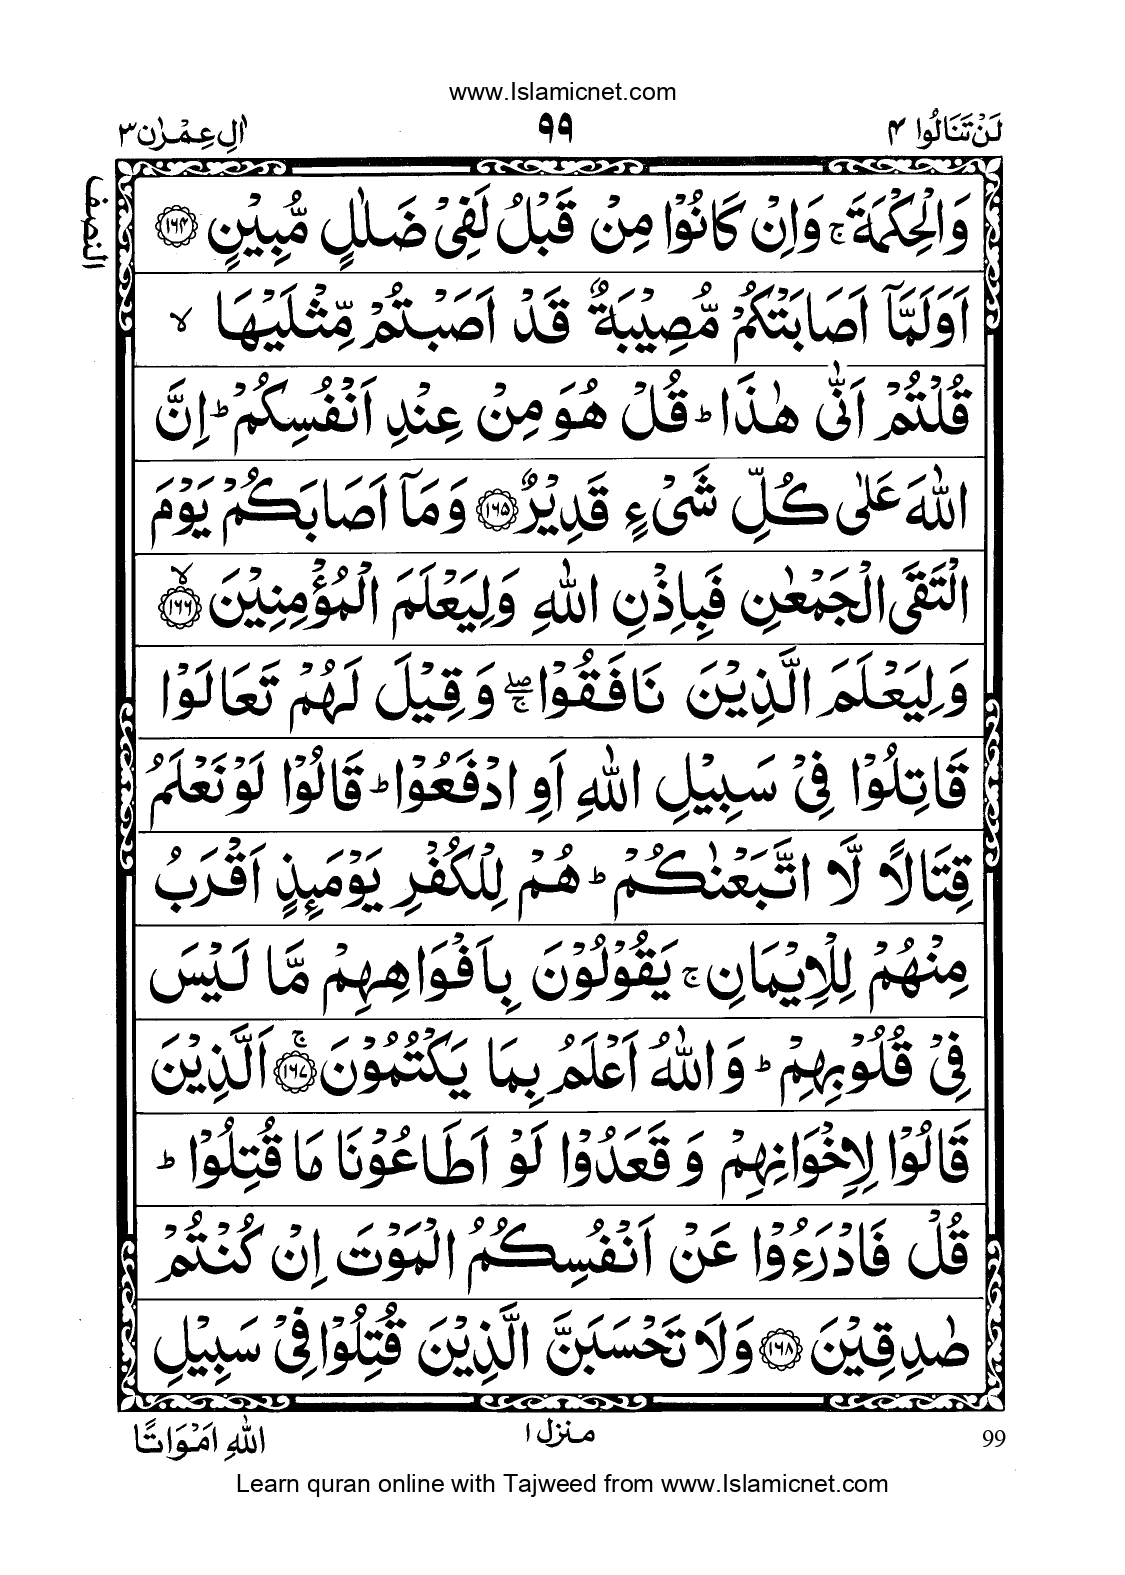 www.Islamicnet.com
لَنْ تَنَالُوا ۴ ۹۹ اٰلِ عِمْرٰن ۳
النصف
وَالْحِكْمَةَ ۚ وَاِنْ كَانُوْا مِنْ قَبْلُ لَفِىْ ضَلٰلٍ مُّبِيْنٍ ﴿۱۶۴﴾
اَوَلَمَّاۤ اَصَابَتْكُمْ مُّصِيْبَةٌ قَدْ اَصَبْتُمْ مِّثْلَيْهَا ۙ
قُلْتُمْ اَنّٰى هٰذَا ؕ قُلْ هُوَ مِنْ عِنْدِ اَنْفُسِكُمْ ؕ اِنَّ
اللّٰهَ عَلٰى كُلِّ شَىْءٍ قَدِيْرٌ ﴿۱۶۵﴾ وَمَاۤ اَصَابَكُمْ يَوْمَ
الْتَقَى الْجَمْعٰنِ فَبِاِذْنِ اللّٰهِ وَلِيَعْلَمَ الْمُؤْمِنِيْنَ ۙ﴿۱۶۶﴾
وَلِيَعْلَمَ الَّذِيْنَ نَافَقُوْا ۖۚ وَقِيْلَ لَهُمْ تَعَالَوْا
قَاتِلُوْا فِىْ سَبِيْلِ اللّٰهِ اَوِ ادْفَعُوْا ؕ قَالُوْا لَوْ نَعْلَمُ
قِتَالًا لَّا اتَّبَعْنٰكُمْ ؕ هُمْ لِلْكُفْرِ يَوْمَئِذٍ اَقْرَبُ
مِنْهُمْ لِلْاِيْمَانِ ۚ يَقُوْلُوْنَ بِاَفْوَاهِهِمْ مَّا لَيْسَ
فِىْ قُلُوْبِهِمْ ؕ وَاللّٰهُ اَعْلَمُ بِمَا يَكْتُمُوْنَ ۚ﴿۱۶۷﴾ اَلَّذِيْنَ
قَالُوْا لِاِخْوَانِهِمْ وَقَعَدُوْا لَوْ اَطَاعُوْنَا مَا قُتِلُوْا ؕ
قُلْ فَادْرَءُوْا عَنْ اَنْفُسِكُمُ الْمَوْتَ اِنْ كُنْتُمْ
صٰدِقِيْنَ ﴿۱۶۸﴾ وَلَا تَحْسَبَنَّ الَّذِيْنَ قُتِلُوْا فِىْ سَبِيْلِ
منزل ۱
اللّٰهِ اَمْوَاتًا
99
Learn quran online with Tajweed from www.Islamicnet.com